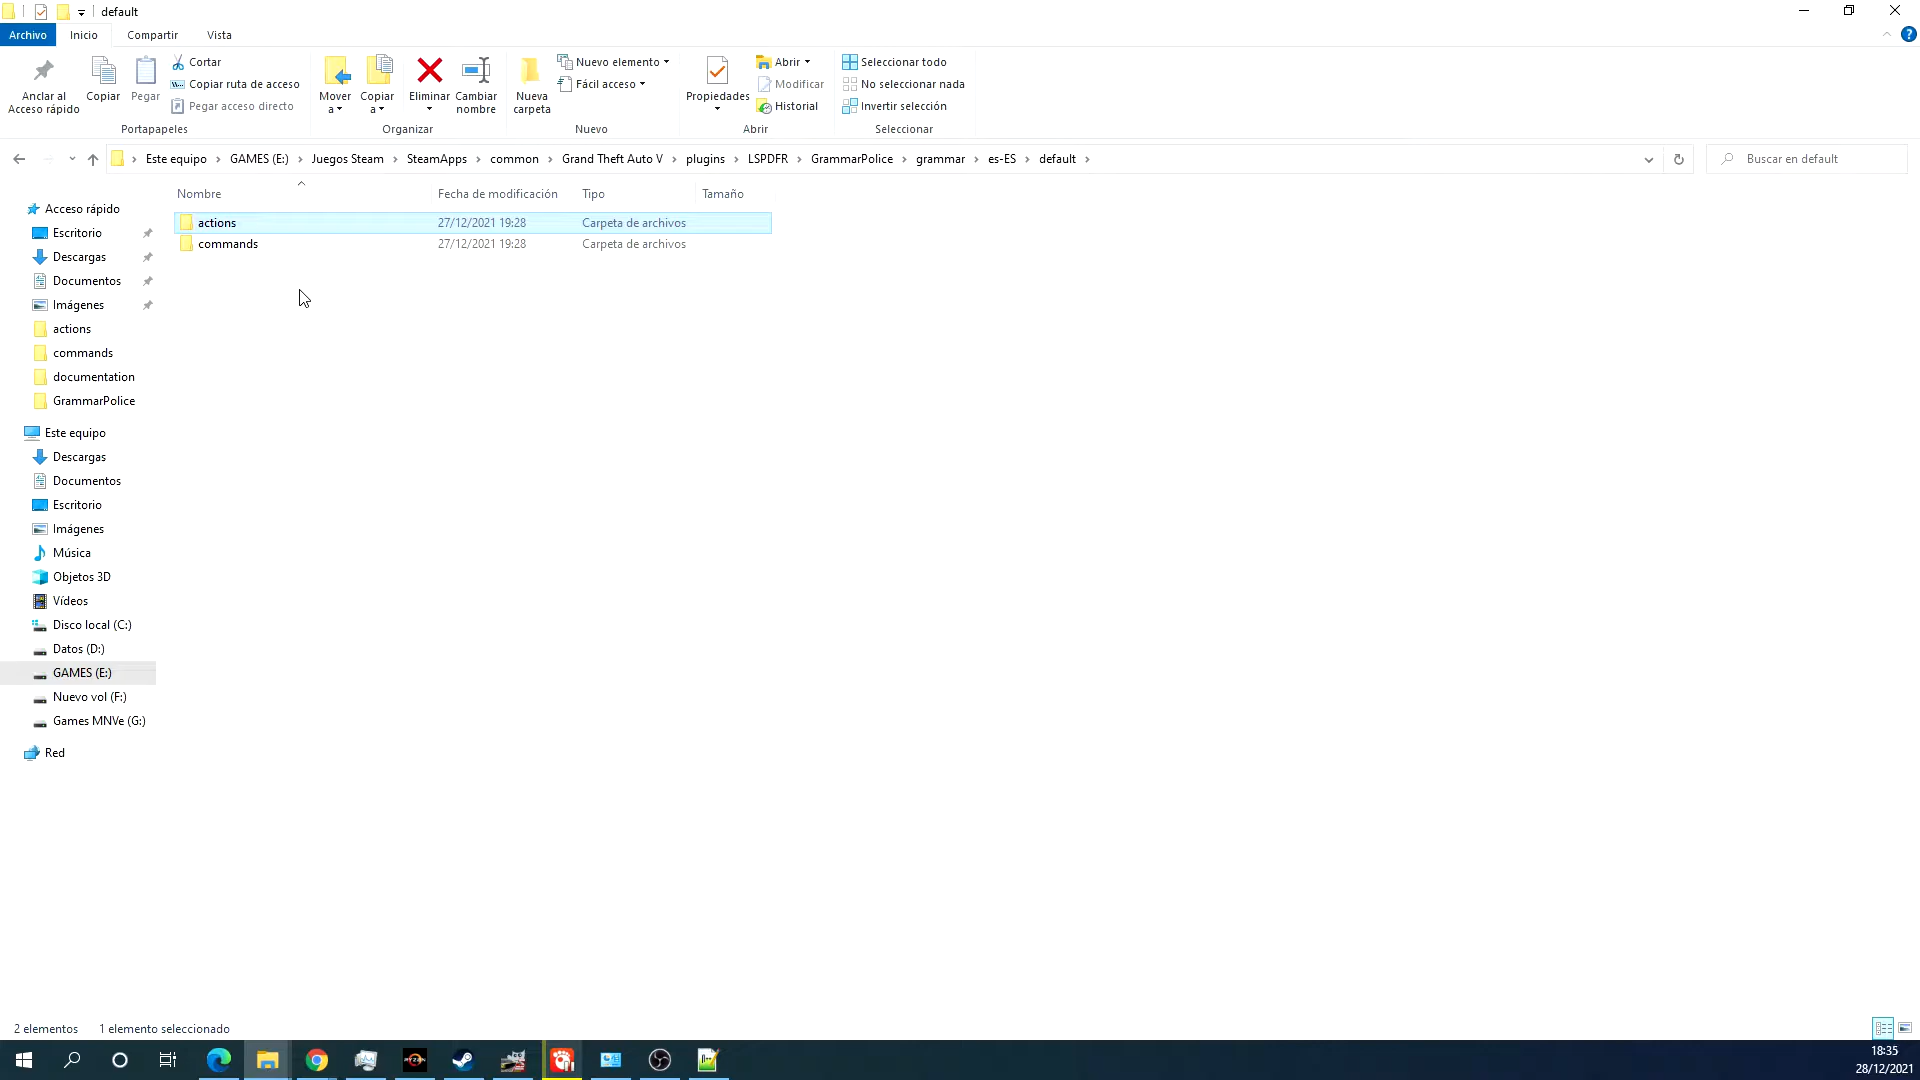 default
Archivo Inicio Compartir Vista
Anclar al Acceso rápido
Copiar
Pegar
Cortar
Copiar ruta de acceso
Pegar acceso directo
Portapapeles
Mover a
Copiar a
Eliminar
Cambiar nombre
Organizar
Nueva carpeta
Nuevo elemento
Fácil acceso
Nuevo
Propiedades
Abrir
Modificar
Historial
Abrir
Seleccionar todo
No seleccionar nada
Invertir selección
Seleccionar
Este equipo > GAMES (E:) > Juegos Steam > SteamApps > common > Grand Theft Auto V > plugins > LSPDFR > GrammarPolice > grammar > es-ES > default >
Buscar en default
Nombre Fecha de modificación Tipo Tamaño
actions 27/12/2021 19:28 Carpeta de archivos
commands 27/12/2021 19:28 Carpeta de archivos
Acceso rápido
Escritorio
Descargas
Documentos
Imágenes
actions
commands
documentation
GrammarPolice
Este equipo
Descargas
Documentos
Escritorio
Imágenes
Música
Objetos 3D
Vídeos
Disco local (C:)
Datos (D:)
GAMES (E:)
Nuevo vol (F:)
Games MNVe (G:)
Red
2 elementos 1 elemento seleccionado
RYZEN
18:35
28/12/2021